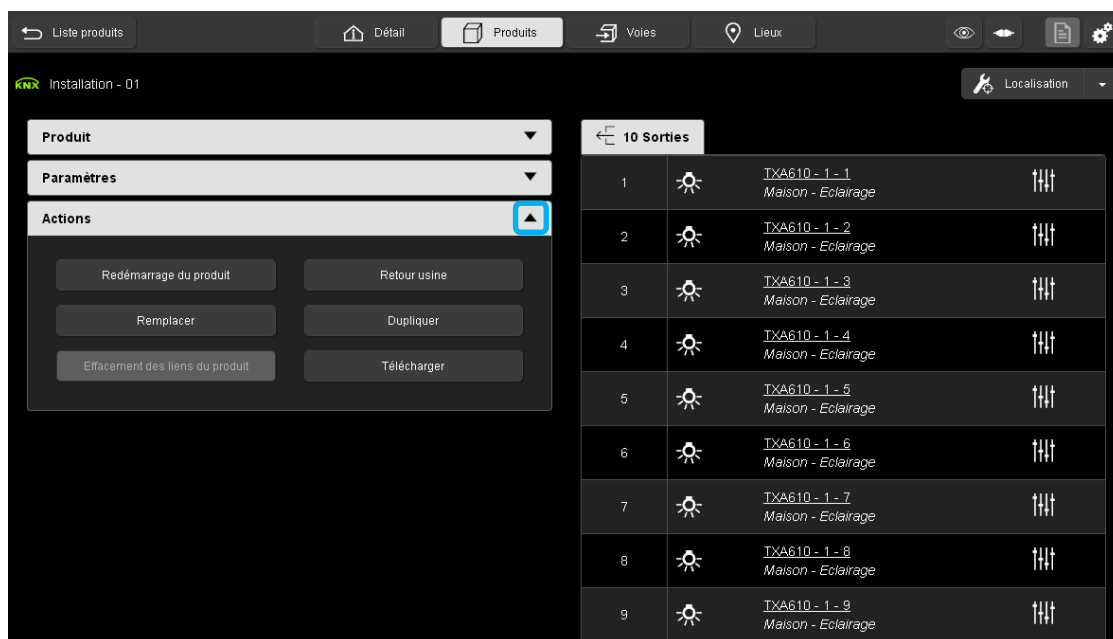 Liste produits
Détail
Produits
Voies
Lieux
KNX Installation - 01
Localisation
Produit
Paramètres
Actions
Redémarrage du produit
Retour usine
Remplacer
Dupliquer
Effacement des liens du produit
Télécharger
10 Sorties
1
TXA610 - 1 - 1
Maison - Eclairage
2
TXA610 - 1 - 2
Maison - Eclairage
3
TXA610 - 1 - 3
Maison - Eclairage
4
TXA610 - 1 - 4
Maison - Eclairage
5
TXA610 - 1 - 5
Maison - Eclairage
6
TXA610 - 1 - 6
Maison - Eclairage
7
TXA610 - 1 - 7
Maison - Eclairage
8
TXA610 - 1 - 8
Maison - Eclairage
9
TXA610 - 1 - 9
Maison - Eclairage